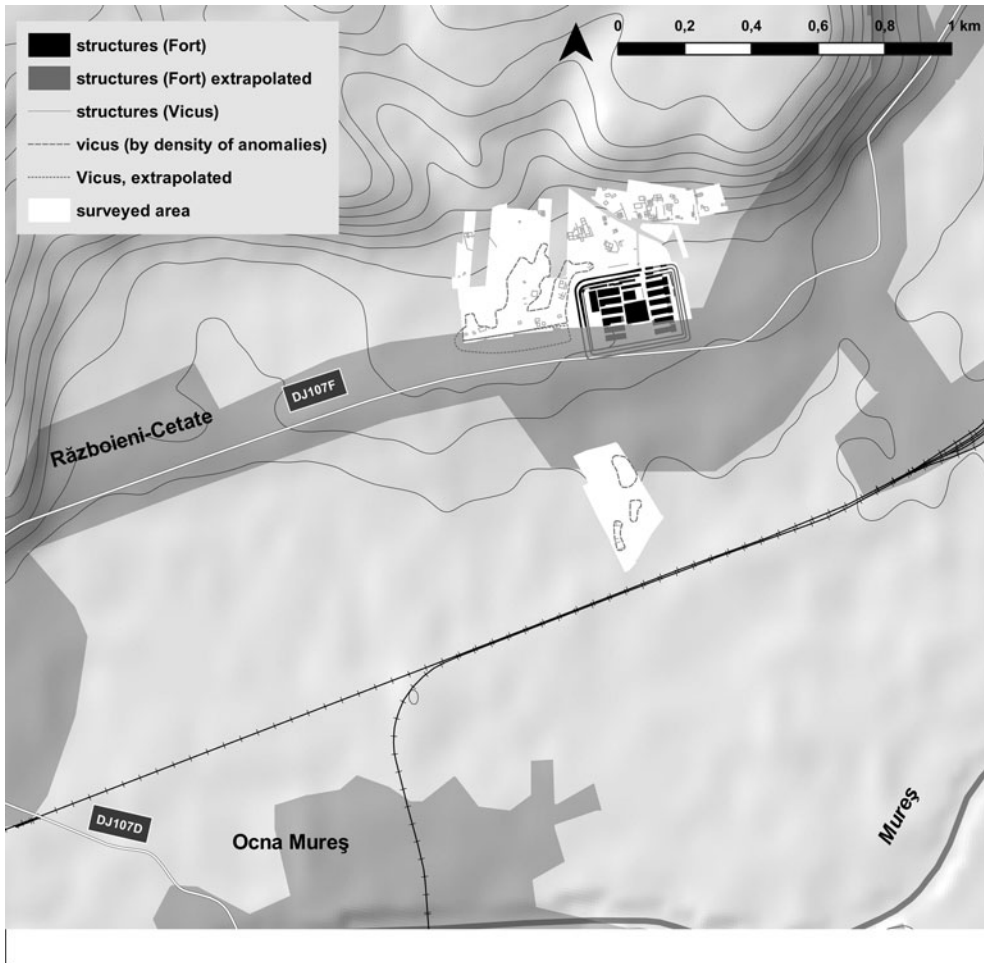 structures (Fort)
structures (Fort) extrapolated
structures (Vicus)
vicus (by density of anomalies)
Vicus, extrapolated
surveyed area
0 0,2 0,4 0,6 0,8 1 km
DJ107F
Războieni-Cetate
DJ107D
Ocna Mureş
Mureş